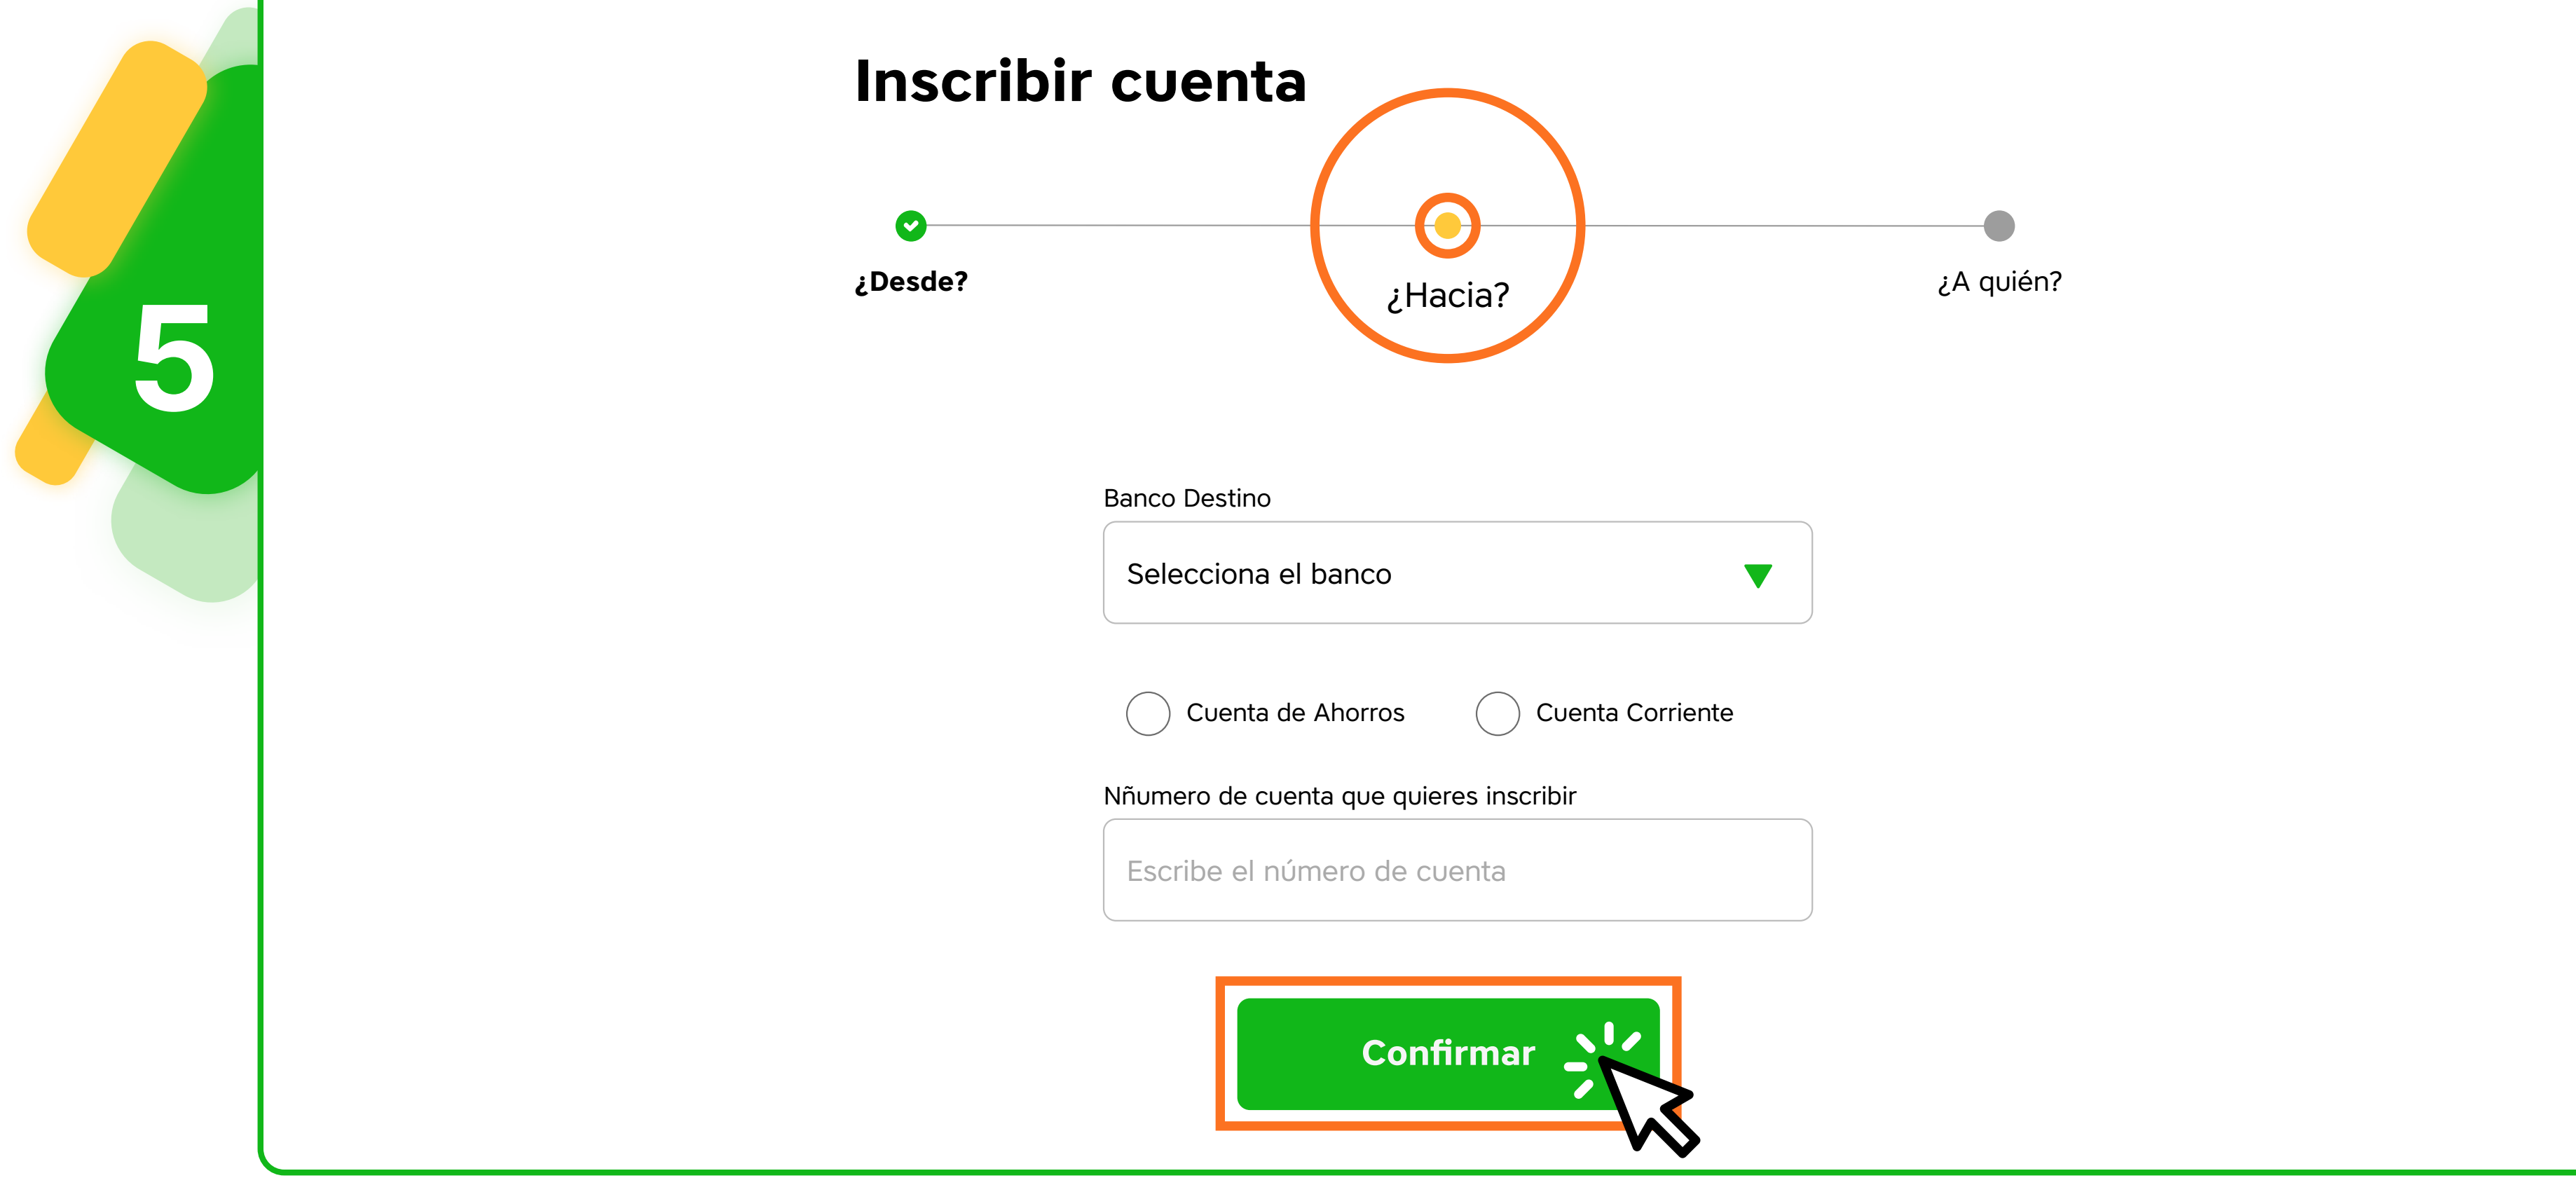 Inscribir cuenta
¿Desde?
¿Hacia?
¿A quién?
5
Banco Destino
Selecciona el banco
Cuenta de Ahorros
Cuenta Corriente
Nñumero de cuenta que quieres inscribir
Escribe el número de cuenta
Confirmar